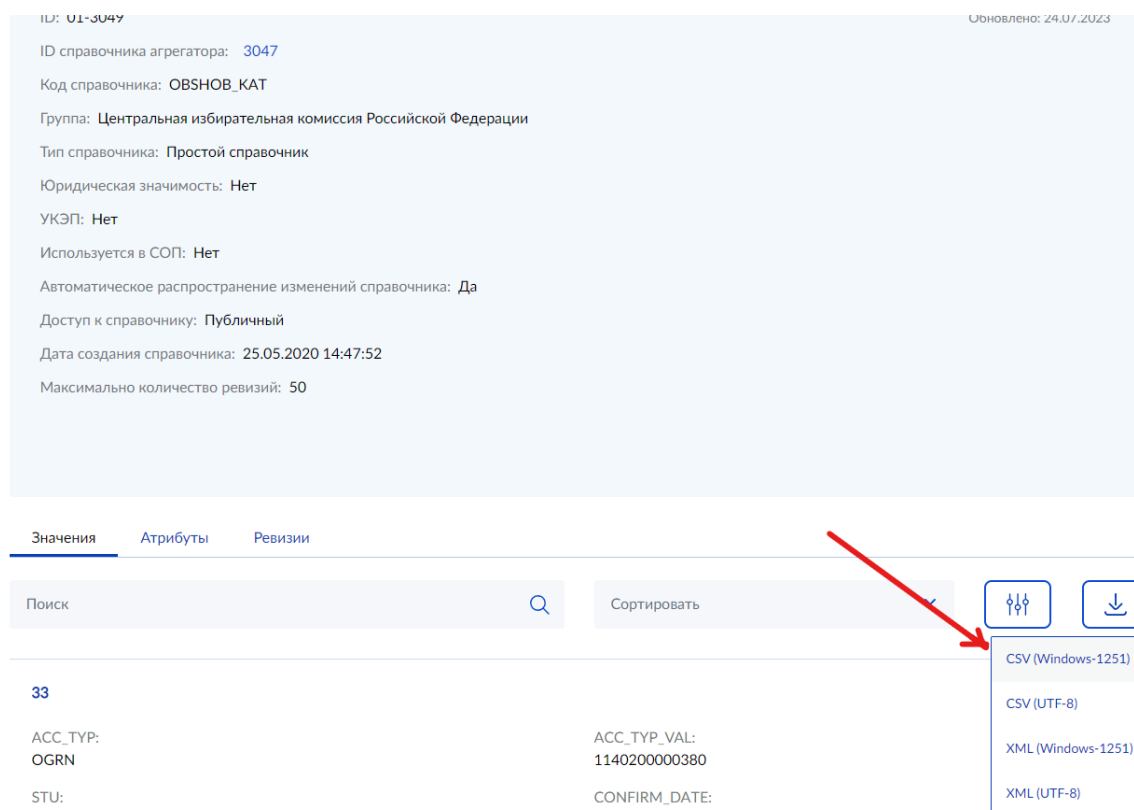 ID: 01-3049
Обновлено: 24.07.2023
ID справочника агрегатора: 3047
Код справочника: OBSHOB_KAT
Группа: Центральная избирательная комиссия Российской Федерации
Тип справочника: Простой справочник
Юридическая значимость: Нет
УКЭП: Нет
Используется в СОП: Нет
Автоматическое распространение изменений справочника: Да
Доступ к справочнику: Публичный
Дата создания справочника: 25.05.2020 14:47:52
Максимально количество ревизий: 50
Значения Атрибуты Ревизии
Поиск
Сортировать
CSV (Windows-1251)
CSV (UTF-8)
XML (Windows-1251)
XML (UTF-8)
33
ACC_TYP:
OGRN
ACC_TYP_VAL:
1140200000380
STU:
CONFIRM_DATE: